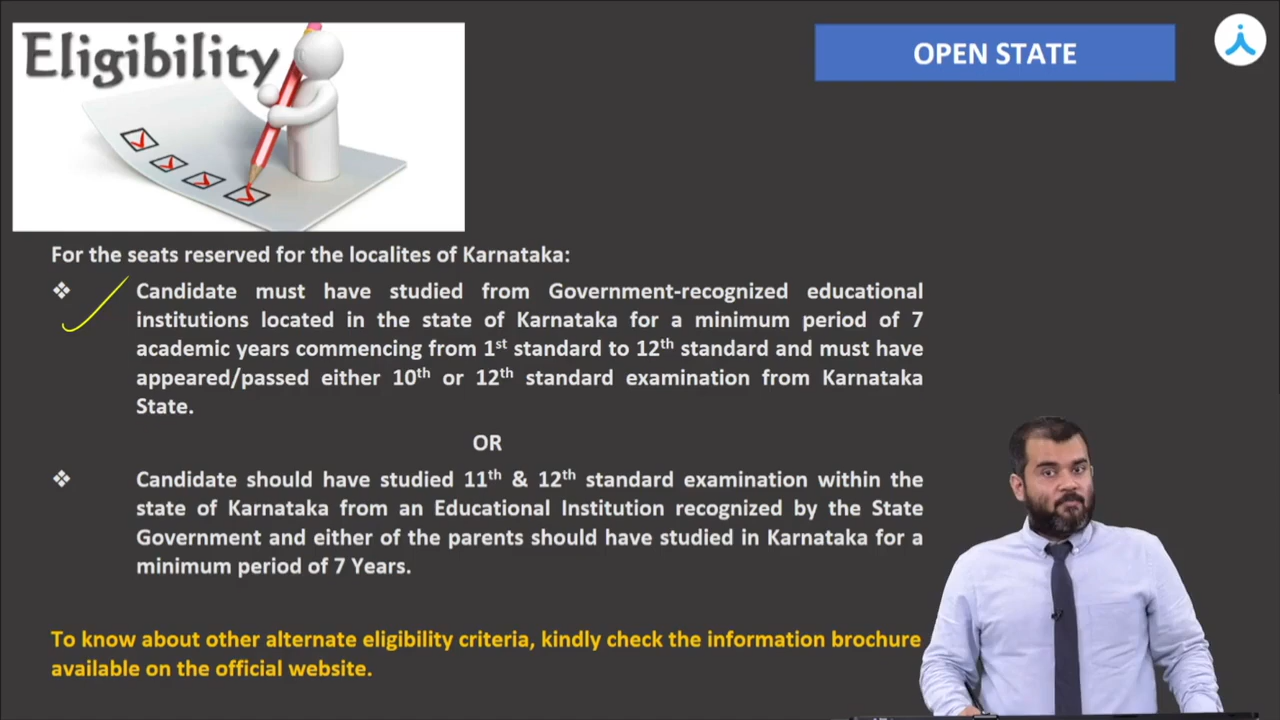 Eligibility
OPEN STATE
For the seats reserved for the localites of Karnataka:
❖ Candidate must have studied from Government-recognized educational
institutions located in the state of Karnataka for a minimum period of 7
academic years commencing from 1st standard to 12th standard and must have
appeared/passed either 10th or 12th standard examination from Karnataka
State.
OR
❖ Candidate should have studied 11th & 12th standard examination within the
state of Karnataka from an Educational Institution recognized by the State
Government and either of the parents should have studied in Karnataka for a
minimum period of 7 Years.
To know about other alternate eligibility criteria, kindly check the information brochure
available on the official website.